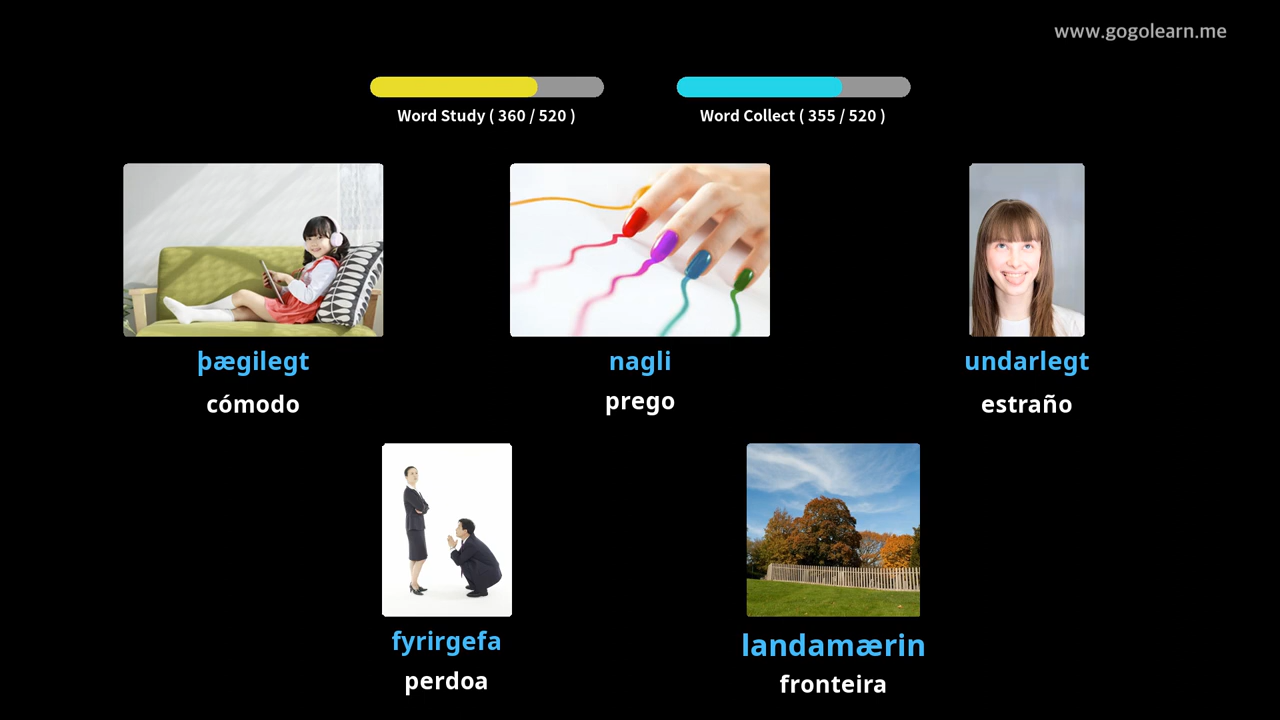 www.gogolearn.me
Word Study ( 360 / 520 )
Word Collect ( 355 / 520 )
þægilegt
cómodo
nagli
prego
undarlegt
estraño
fyrirgefa
perdoa
landamærin
fronteira